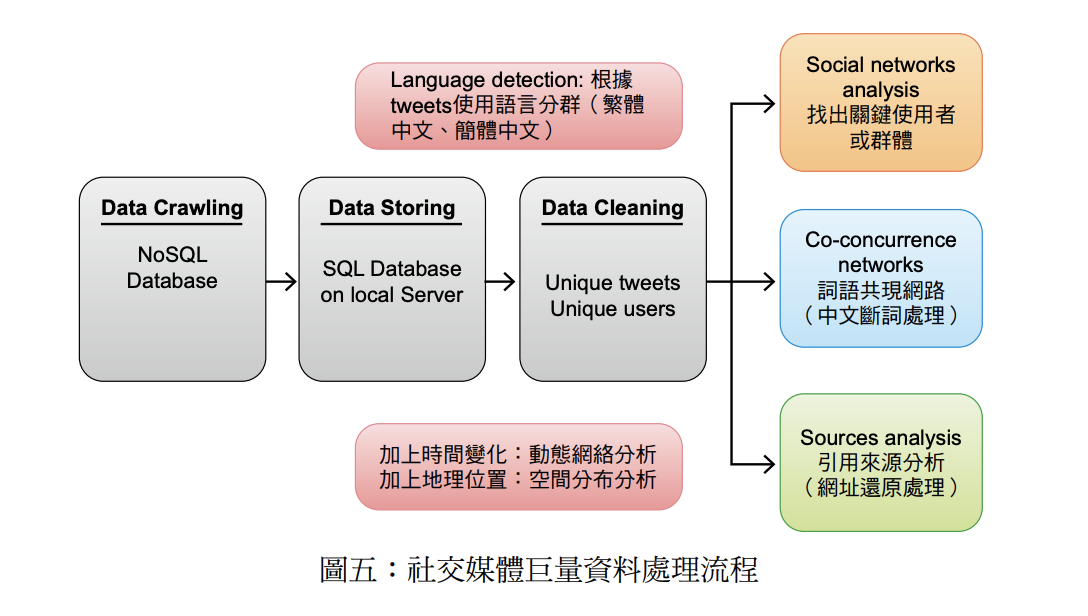 Language detection: 根據
tweets使用語言分群（繁體
中文、簡體中文）
Data Crawling
NoSQL
Database
Data Storing
SQL Database
on local Server
Data Cleaning
Unique tweets
Unique users
加上時間變化：動態網絡分析
加上地理位置：空間分布分析
Social networks
analysis
找出關鍵使用者
或群體
Co-concurrence
networks
詞語共現網路
（中文斷詞處理）
Sources analysis
引用來源分析
（網址還原處理）
圖五：社交媒體巨量資料處理流程